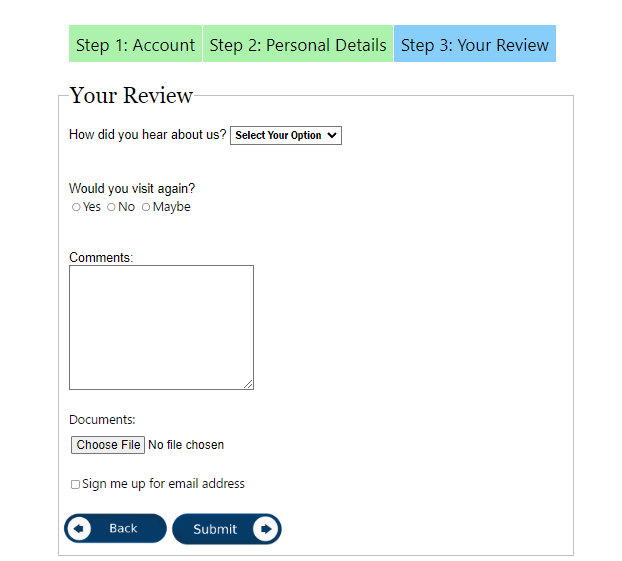 Step 1: Account Step 2: Personal Details Step 3: Your Review
Your Review
How did you hear about us? Select Your Option
Would you visit again?
Yes No Maybe
Comments:
Documents:
Choose File No file chosen
Sign me up for email address
Back Submit